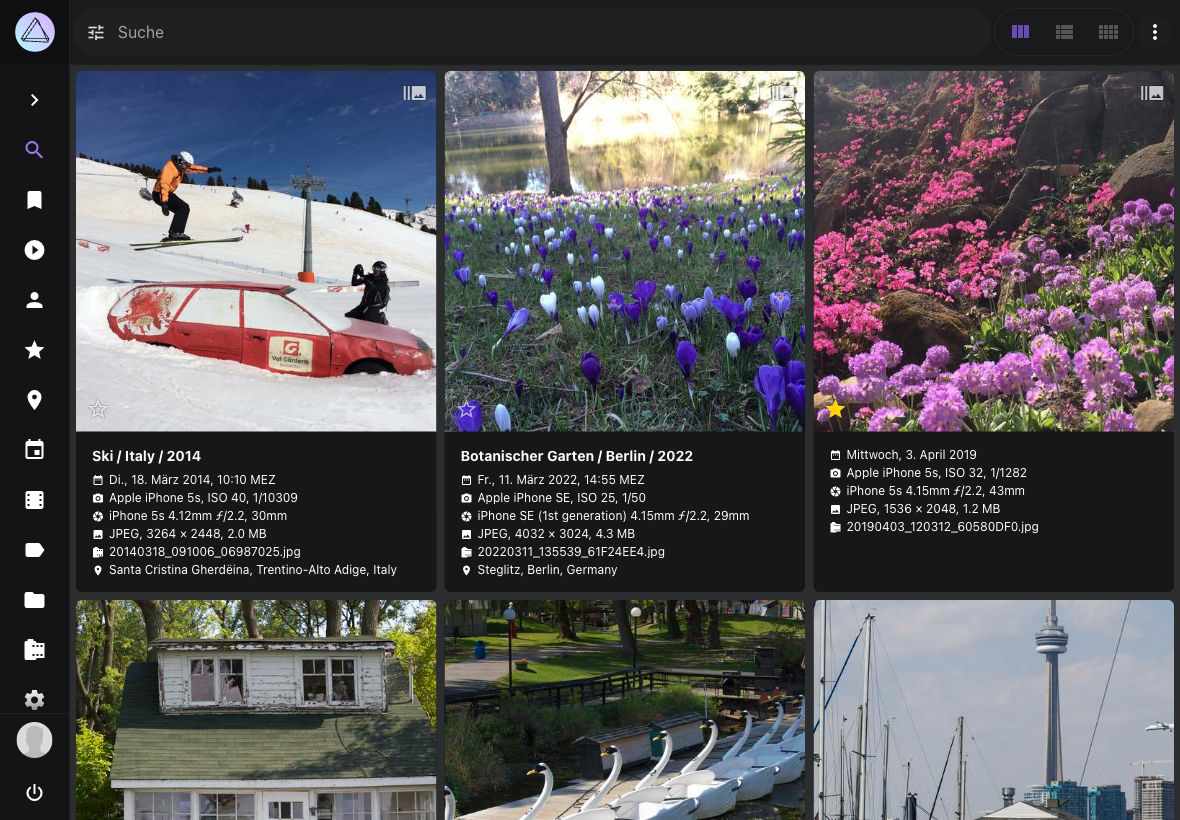 Suche
Val Gardena
Ski / Italy / 2014
Di., 18. März 2014, 10:10 MEZ
Apple iPhone 5s, ISO 40, 1/10309
iPhone 5s 4.12mm ƒ/2.2, 30mm
JPEG, 3264 × 2448, 2.0 MB
20140318_091006_06987025.jpg
Santa Cristina Gherdëina, Trentino-Alto Adige, Italy
Botanischer Garten / Berlin / 2022
Fr., 11. März 2022, 14:55 MEZ
Apple iPhone SE, ISO 25, 1/50
iPhone SE (1st generation) 4.15mm ƒ/2.2, 29mm
JPEG, 4032 × 3024, 4.3 MB
20220311_135539_61F24EE4.jpg
Steglitz, Berlin, Germany
Mittwoch, 3. April 2019
Apple iPhone 5s, ISO 32, 1/1282
iPhone 5s 4.15mm ƒ/2.2, 43mm
JPEG, 1536 × 2048, 1.2 MB
20190403_120312_60580DF0.jpg